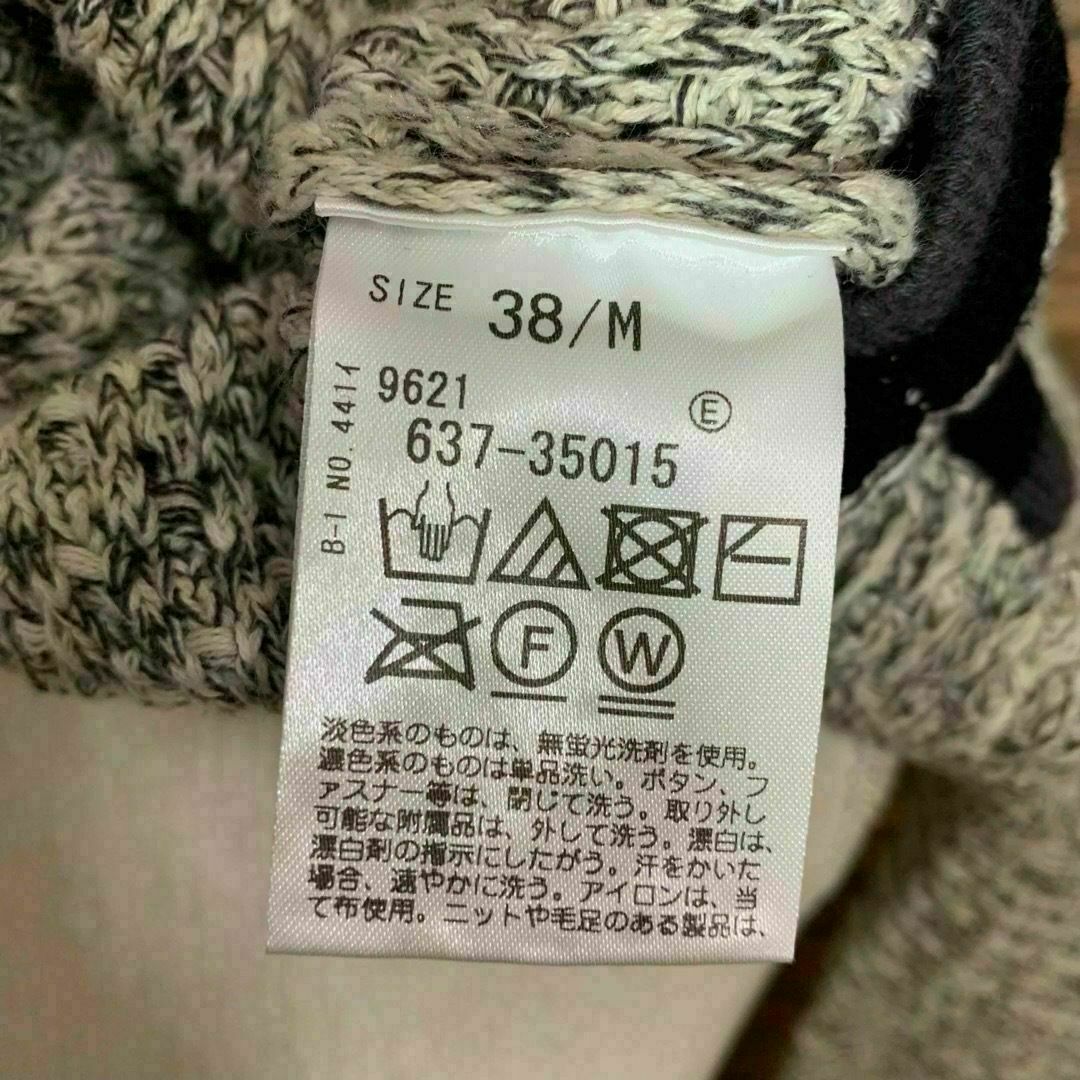 SIZE 38/M
9621
Ⓔ
637-35015
B-1 NO.441イ
F
W
淡色系のものは、無蛍光洗剤を使用。
濃色系のものは単品洗い。ボタン、フ
ァスナー等は、閉じて洗う。取り外し
可能な附属品は、外して洗う。漂白は、
漂白剤の指示にしたがう。汗をかいた
場合、速やかに洗う。アイロンは、当
て布使用。ニットや毛足のある製品は、